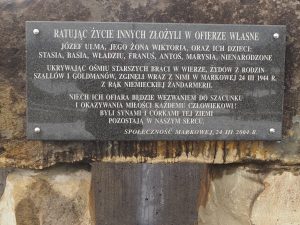 RATUJĄC ŻYCIE INNYCH ZŁOŻYLI W OFIERZE WŁASNE
JÓZEF ULMA, JEGO ŻONA WIKTORIA, ORAZ ICH DZIECI:
STASIA, BASIA, WŁADZIU, FRANUŚ, ANTOŚ, MARYSIA, NIENARODZONE
UKRYWAJĄC OŚMIU STARSZYCH BRACI W WIERZE, ŻYDÓW Z RODZIN
SZALLÓW I GOLDMANÓW, ZGINĘLI WRAZ Z NIMI W MARKOWEJ 24 III 1944 R.
Z RĄK NIEMIECKIEJ ŻANDARMERII.
NIECH ICH OFIARA BĘDZIE WEZWANIEM DO SZACUNKU
I OKAZYWANIA MIŁOŚCI KAŻDEMU CZŁOWIEKOWI!
BYLI SYNAMI I CÓRKAMI TEJ ZIEMI
POZOSTAJĄ W NASZYM SERCU.
SPOŁECZNOŚĆ MARKOWEJ, 24 III 2004 R.